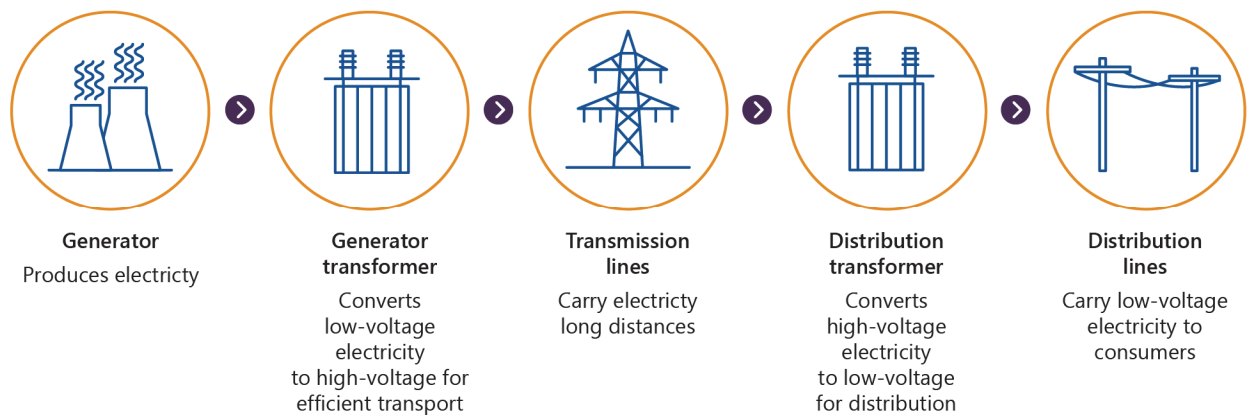 Generator
Produces electricty
Generator
transformer
Converts
low-voltage
electricity
to high-voltage for
efficient transport
Transmission
lines
Carry electricty
long distances
Distribution
transformer
Converts
high-voltage
electricity
to low-voltage
for distribution
Distribution
lines
Carry low-voltage
electricity to
consumers